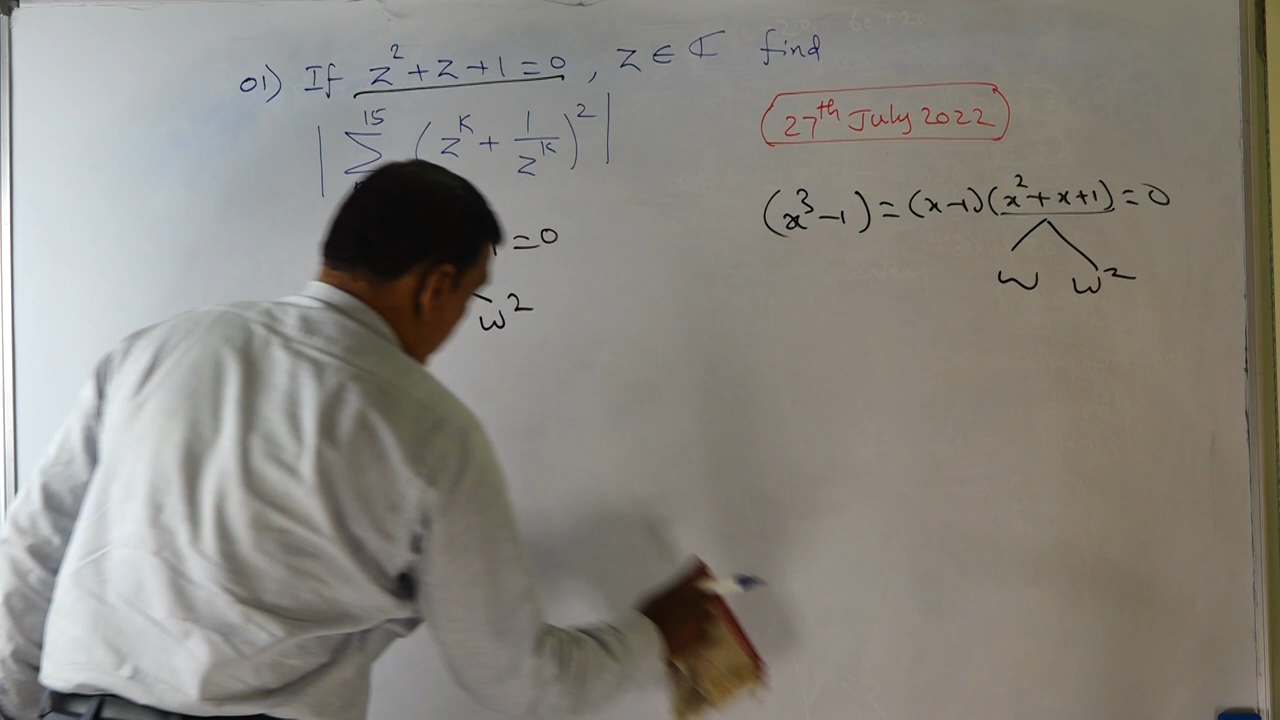 01) If z²+z+1=0, z∈ℂ find
|∑ 15 (z^K + 1/z^K)²|
27th July 2022
(x³-1)=(x-1)(x²+x+1)=0
ω ω²
=0
ω²